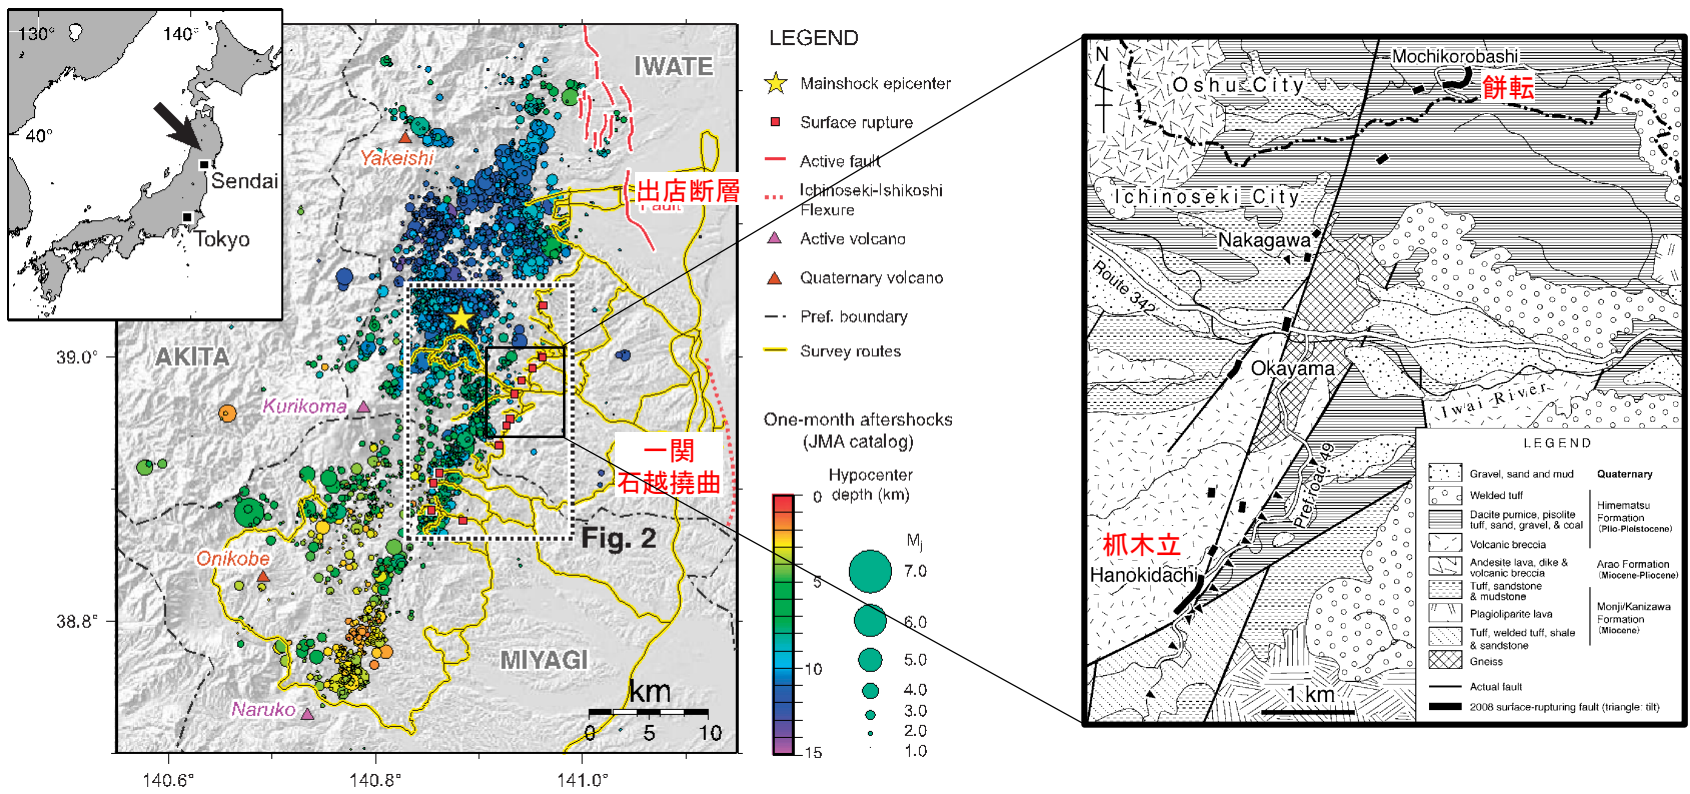 130°
140°
40°
Sendai
Tokyo
IWATE
Yakeishi
出店断層
Fault
AKITA
39.0°
Kurikoma
一関
石越撓曲
Fig. 2
Onikobe
38.8°
MIYAGI
Naruko
km
0 5 10
140.6° 140.8° 141.0°
LEGEND
Mainshock epicenter
Surface rupture
Active fault
Ichinoseki-Ishikoshi
Flexure
Active volcano
Quaternary volcano
Pref. boundary
Survey routes
One-month aftershocks
(JMA catalog)
Hypocenter
depth (km)
0
5
10
15
Mj
7.0
6.0
5.0
4.0
3.0
2.0
1.0
N
Mochikorobashi
餅転
Oshu City
Ichinoseki City
Nakagawa
Route 342
Okayama
Iwai River
Pref. road 49
枛木立
Hanokidachi
1 km
LEGEND
Gravel, sand and mud
Quaternary
Welded tuff
Dacite pumice, pisolite
tuff, sand, gravel, & coal
Himematsu
Formation
(Plio-Pleistocene)
Volcanic breccia
Andesite lava, dike &
volcanic breccia
Arao Formation
(Miocene-Pliocene)
Tuff, sandstone
& mudstone
Plagioliparite lava
Monji/Kanizawa
Formation
(Miocene)
Tuff, welded tuff, shale
& sandstone
Gneiss
Actual fault
2008 surface-rupturing fault (triangle: tilt)